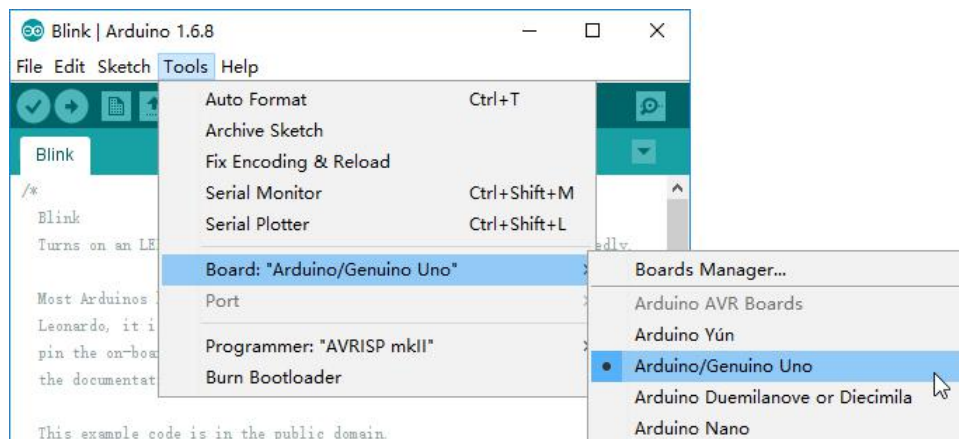 Blink | Arduino 1.6.8
File Edit Sketch Tools Help
Blink
Auto Format Ctrl+T
Archive Sketch
Fix Encoding & Reload
Serial Monitor Ctrl+Shift+M
Serial Plotter Ctrl+Shift+L
Board: "Arduino/Genuino Uno"
Port
Programmer: "AVRISP mkII"
Burn Bootloader
Boards Manager...
Arduino AVR Boards
Arduino Yún
Arduino/Genuino Uno
Arduino Duemilanove or Diecimila
Arduino Nano
/*
Blink
Turns on an LE edly.
Most Arduinos
Leonardo, it i
pin the on-boa
the documentat
This example code is in the public domain.